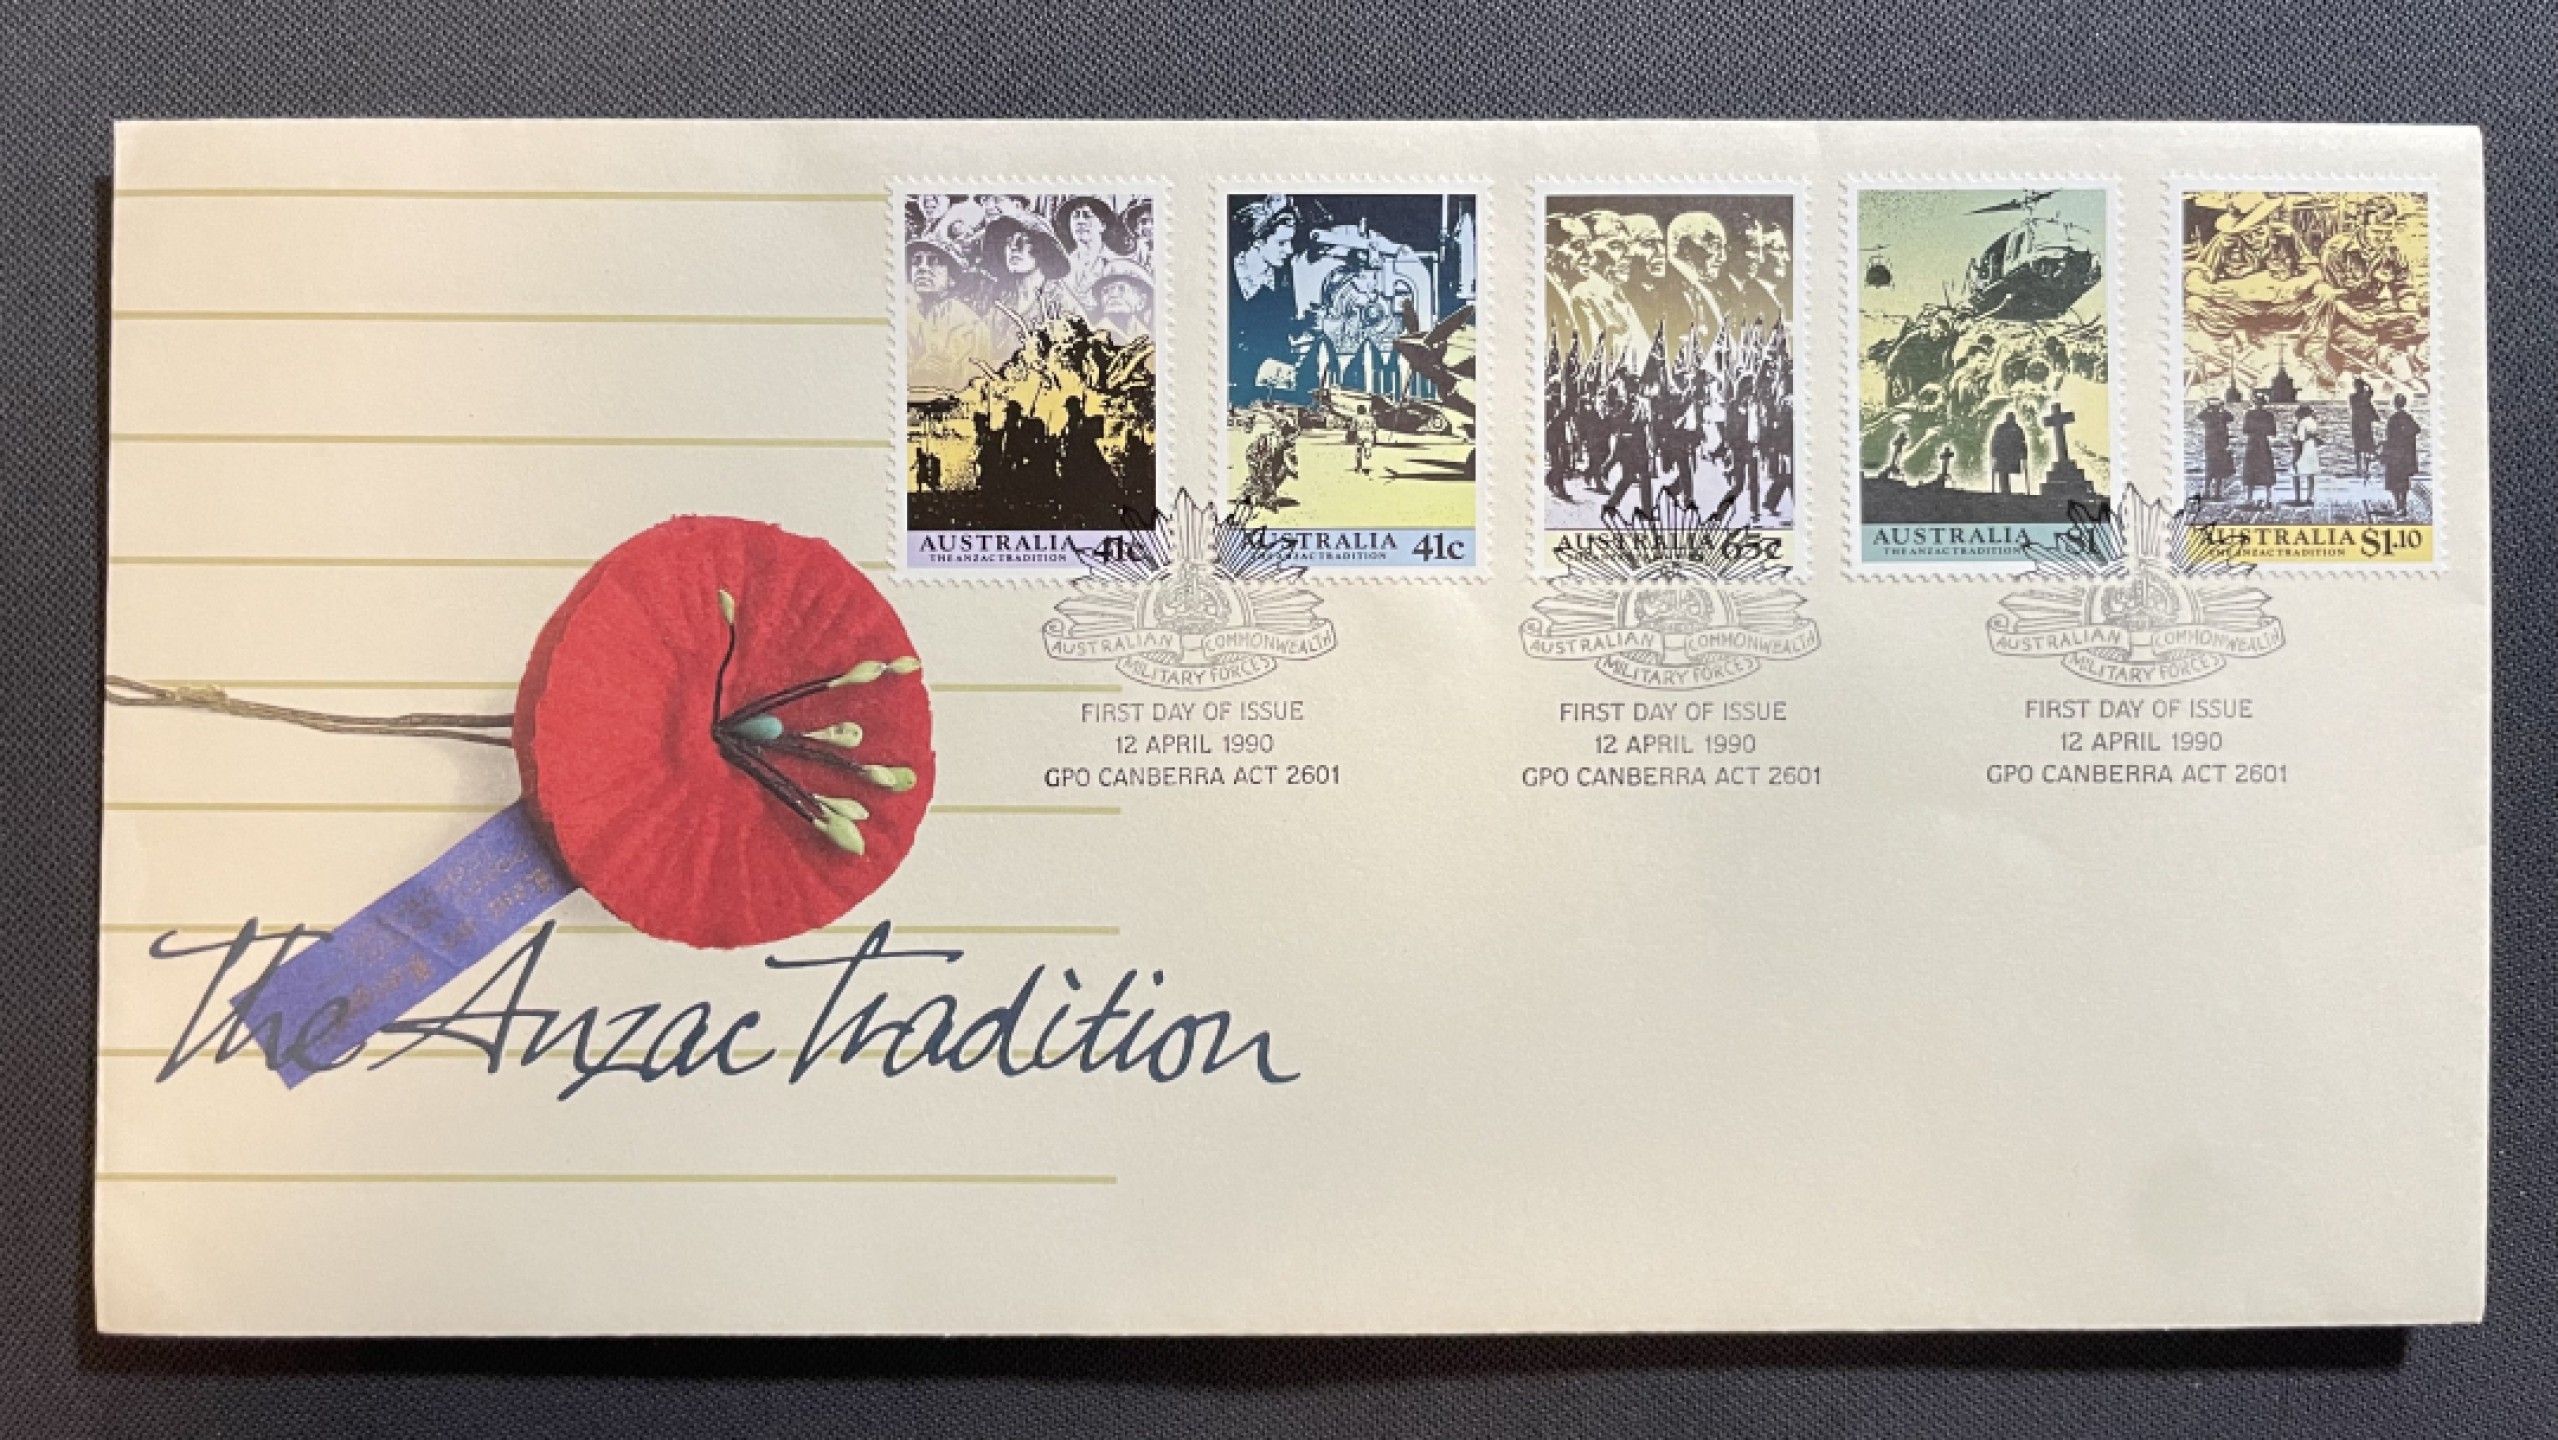 AUSTRALIA 41c
THE ANZAC TRADITION
AUSTRALIA 41c
THE ANZAC TRADITION
AUSTRALIA 65c
AUSTRALIA $1
THE ANZAC TRADITION
AUSTRALIA $1.10
THE ANZAC TRADITION
AUSTRALIAN COMMONWEALTH
MILITARY FORCES
FIRST DAY OF ISSUE
12 APRIL 1990
GPO CANBERRA ACT 2601
AUSTRALIAN COMMONWEALTH
MILITARY FORCES
FIRST DAY OF ISSUE
12 APRIL 1990
GPO CANBERRA ACT 2601
AUSTRALIAN COMMONWEALTH
MILITARY FORCES
FIRST DAY OF ISSUE
12 APRIL 1990
GPO CANBERRA ACT 2601
The Anzac Tradition